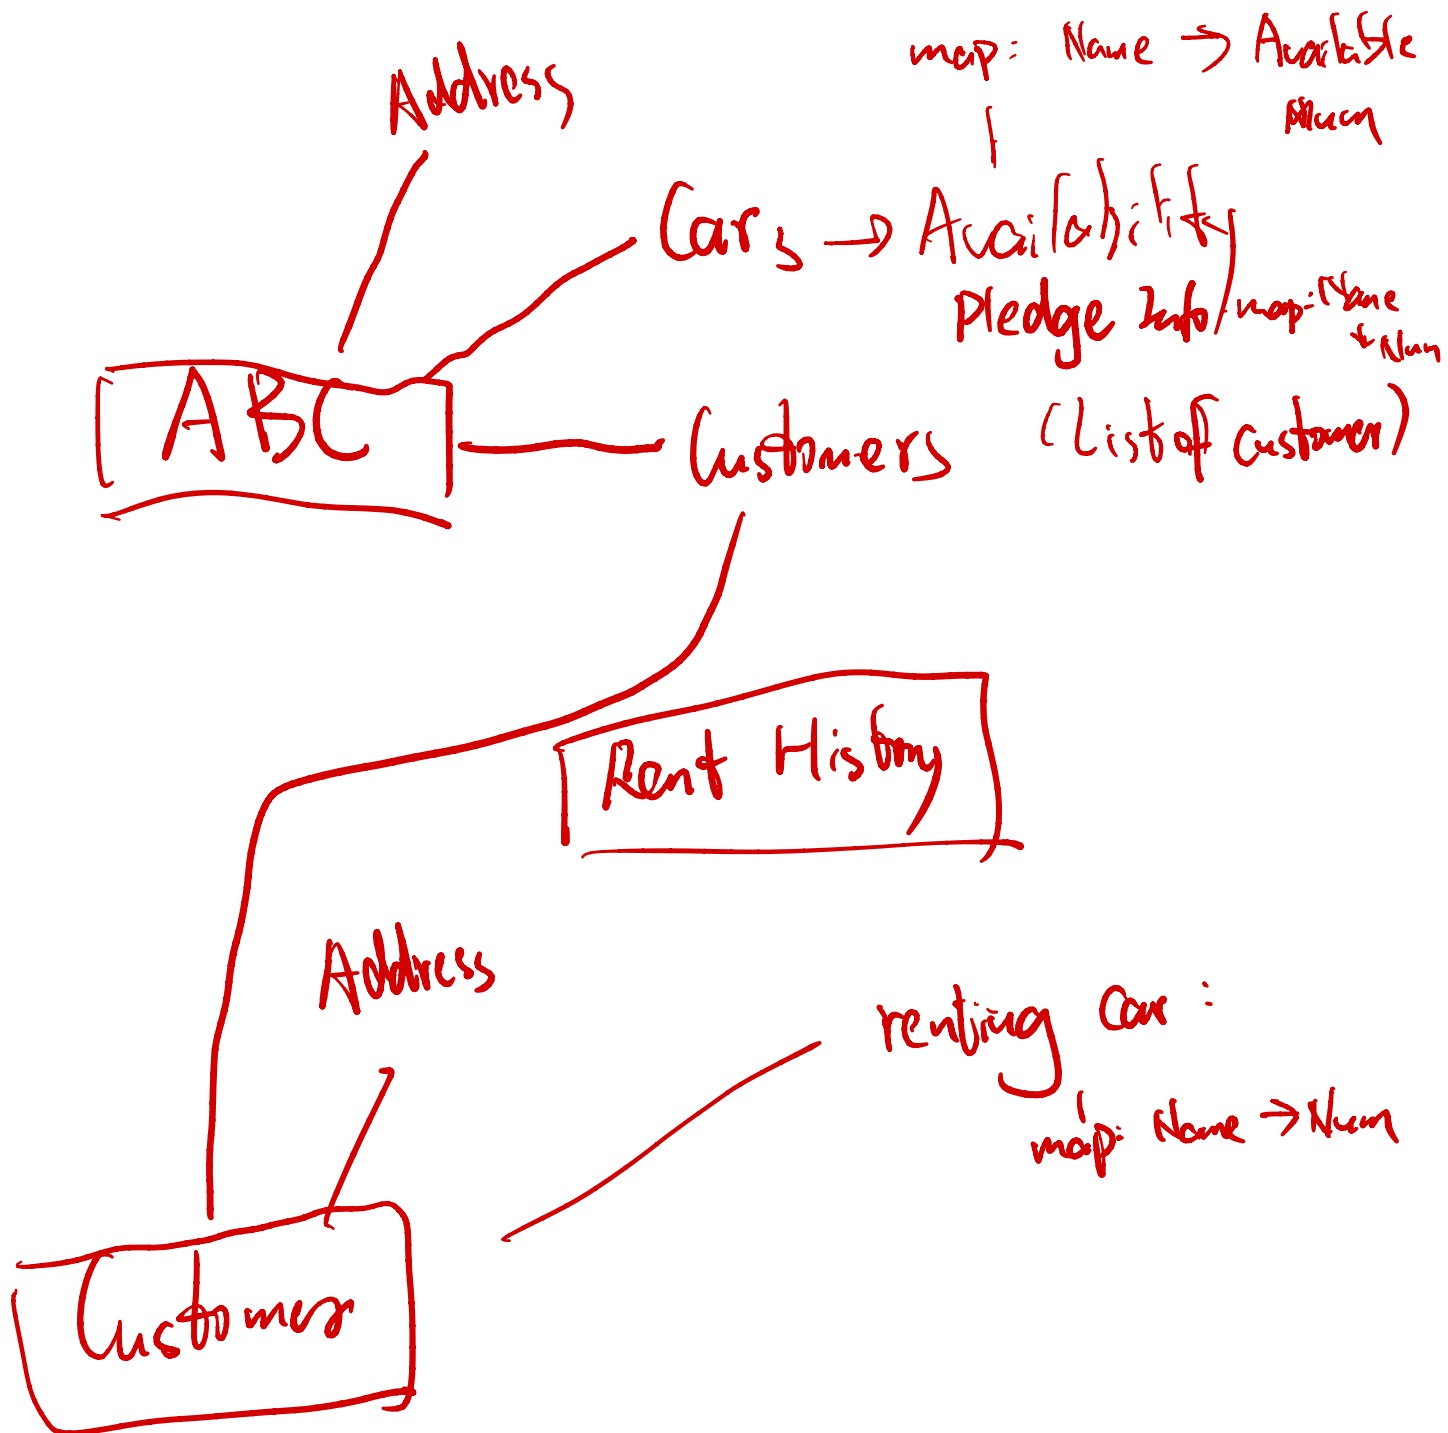 map: Name → Available
Num
Address
Cars → Availability
Pledge Info / map: Name
→ Num
ABC
Customers (List of customer)
Rent History
Address
renting car:
map: Name → Num
Customer